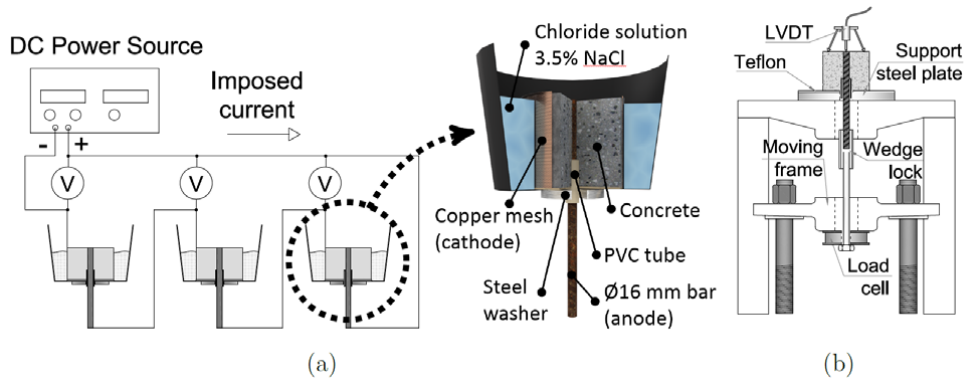 DC Power Source
-
+
Imposed
current
V
V
V
Chloride solution
3.5% NaCl
Copper mesh
(cathode)
Concrete
PVC tube
Steel
washer
Ø16 mm bar
(anode)
(a)
LVDT
Teflon
Support
steel plate
Moving
frame
Wedge
lock
Load
cell
(b)